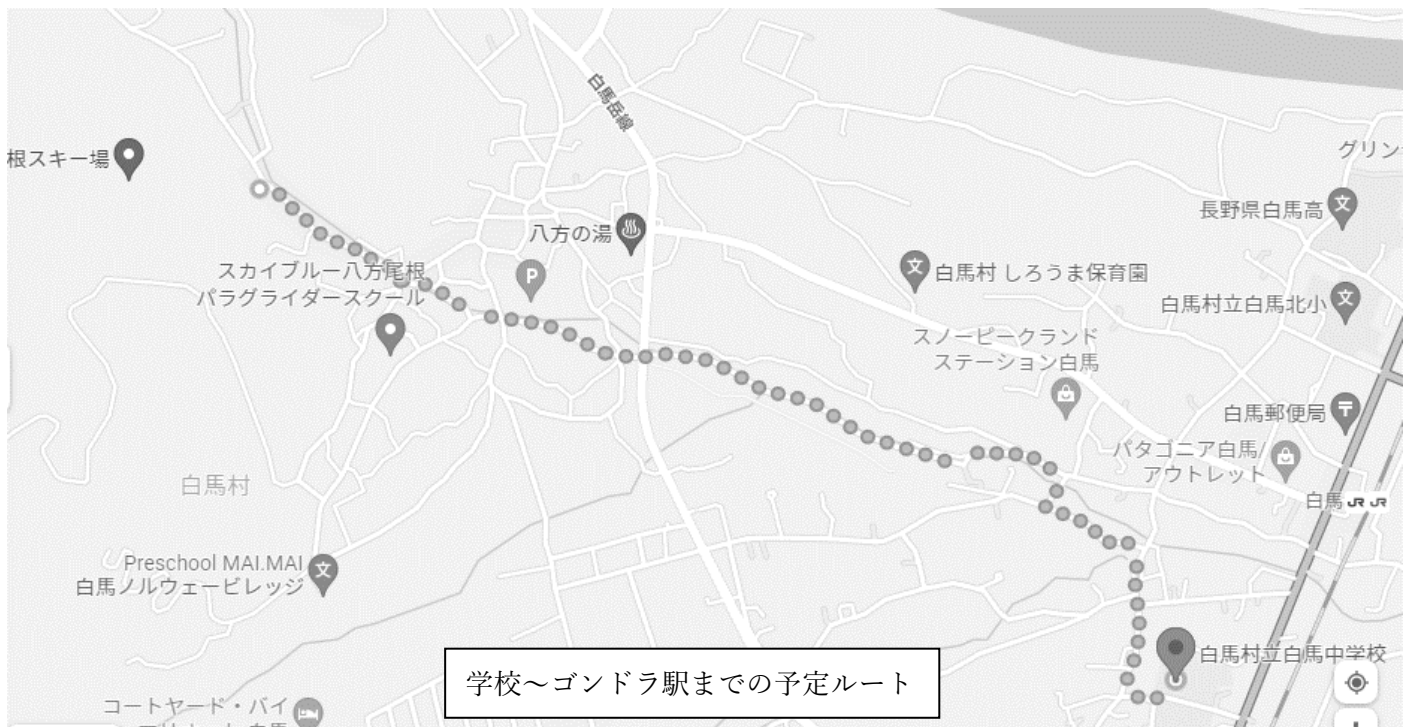 白馬岳線
グリン
根スキー場
長野県白馬高
八方の湯
スカイブルー八方尾根
パラグライダースクール
P
白馬村 しろうま保育園
白馬村立白馬北小
スノーピークランド
ステーション白馬
白馬郵便局
パタゴニア白馬/
アウトレット
白馬村
白馬 JR JR
Preschool MAI.MAI
白馬ノルウェービレッジ
白馬村立白馬中学校
学校～ゴンドラ駅までの予定ルート
コートヤード・バイ